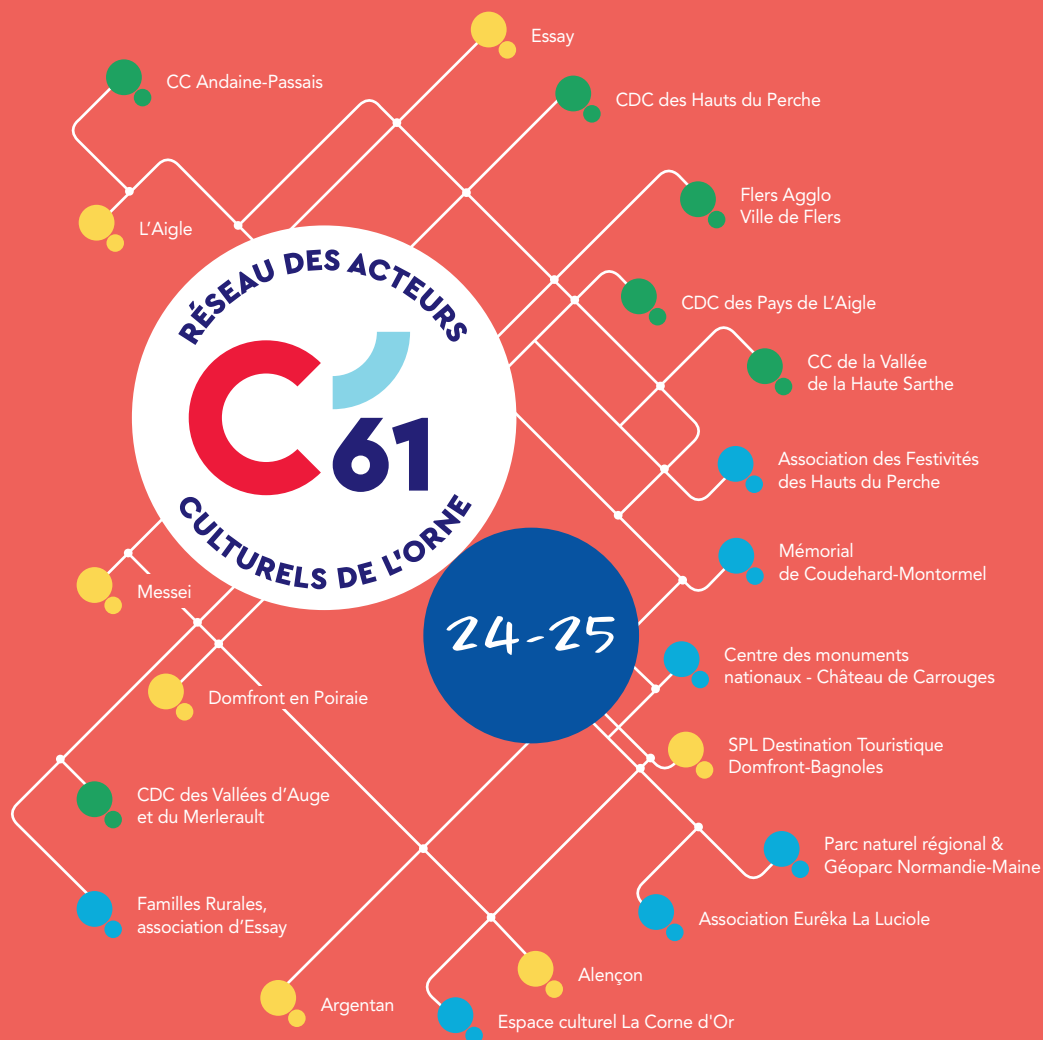 Essay
CC Andaine-Passais
CDC des Hauts du Perche
Flers Agglo
Ville de Flers
L'Aigle
RÉSEAU DES ACTEURS
C'61
CULTURELS DE L'ORNE
CDC des Pays de L'Aigle
CC de la Vallée
de la Haute Sarthe
Association des Festivités
des Hauts du Perche
Mémorial
de Coudehard-Montormel
Messei
24-25
Centre des monuments
nationaux - Château de Carrouges
Domfront en Poiraie
SPL Destination Touristique
Domfront-Bagnoles
CDC des Vallées d'Auge
et du Merlerault
Parc naturel régional &
Géoparc Normandie-Maine
Familles Rurales,
association d'Essay
Association Eurêka La Luciole
Alençon
Argentan
Espace culturel La Corne d'Or